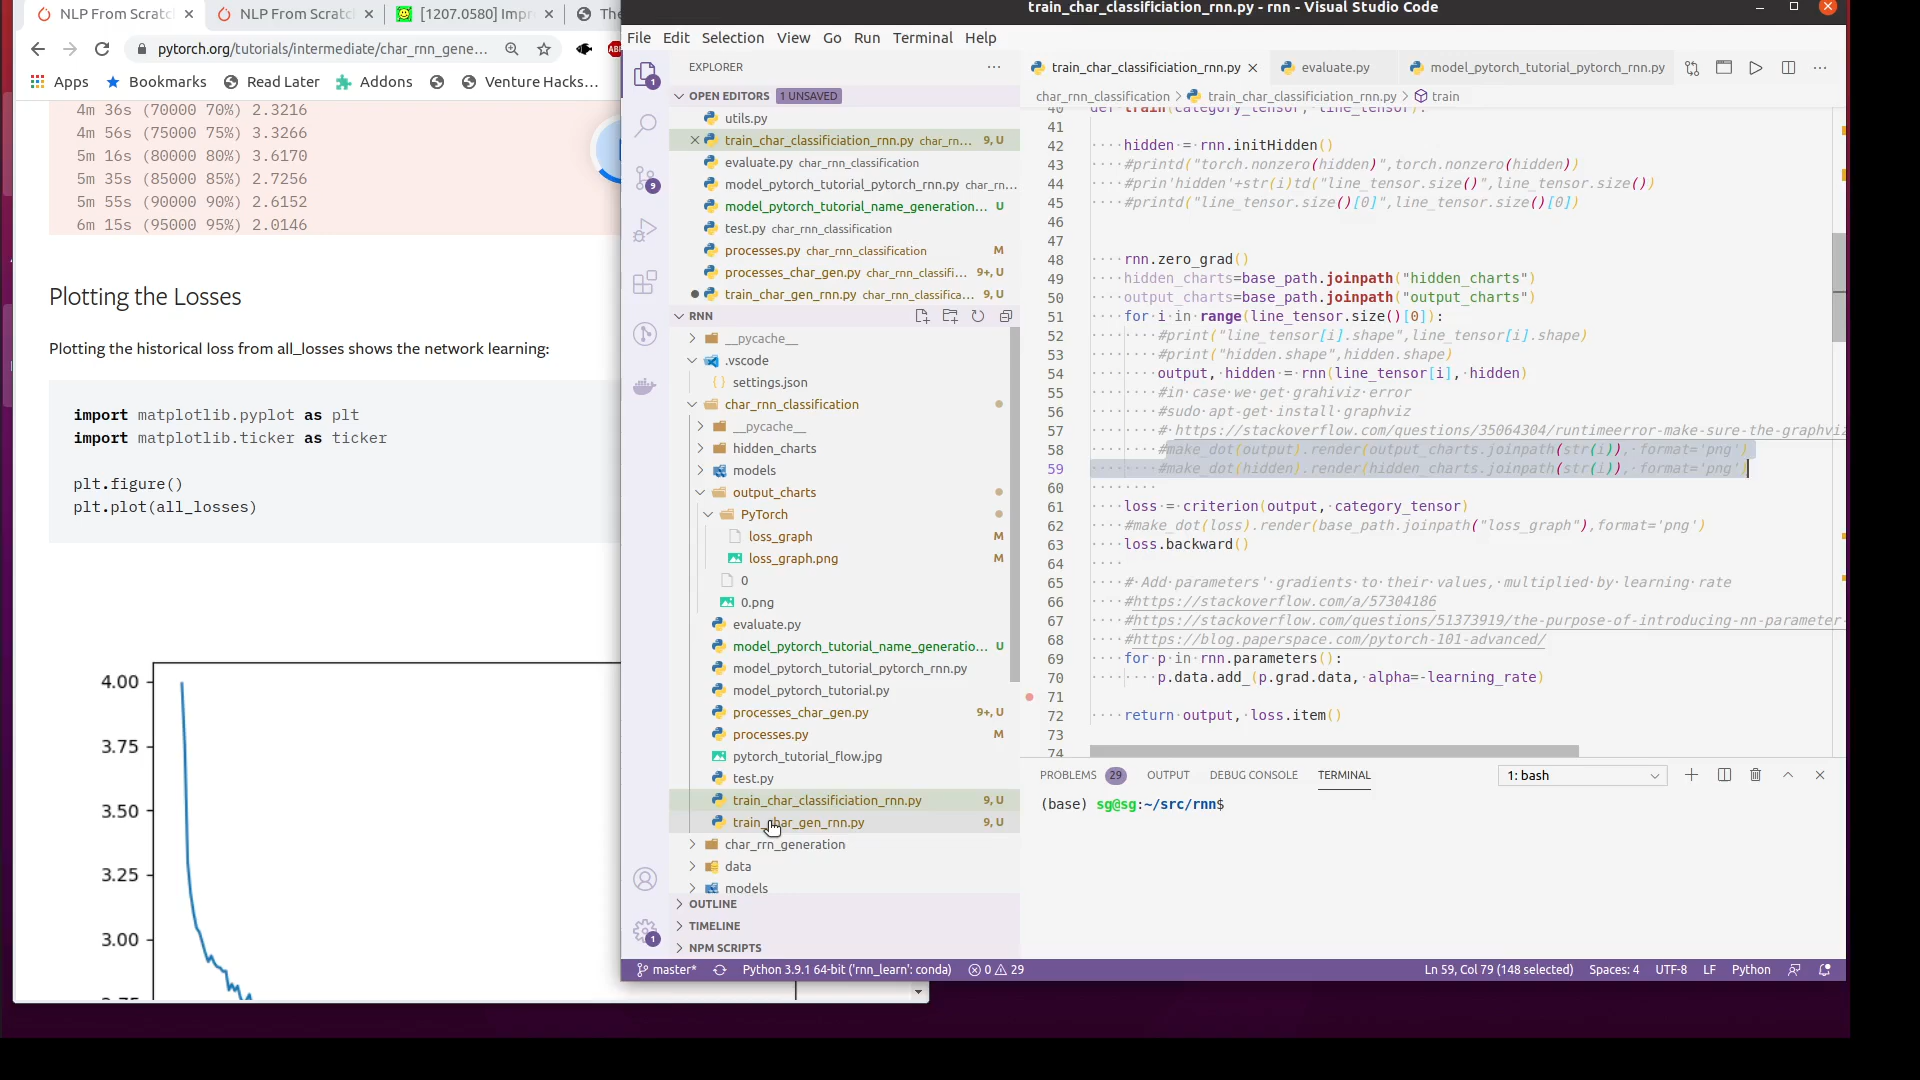 NLP From Scratc
NLP From Scratc
[1207.0580] Impr
pytorch.org/tutorials/intermediate/char_rnn_gene...
Apps
Bookmarks
Read Later
Addons
Venture Hacks...
4m 36s (70000 70%) 2.3216
4m 56s (75000 75%) 3.3266
5m 16s (80000 80%) 3.6170
5m 35s (85000 85%) 2.7256
5m 55s (90000 90%) 2.6152
6m 15s (95000 95%) 2.0146
Plotting the Losses
Plotting the historical loss from all_losses shows the network learning:
import matplotlib.pyplot as plt
import matplotlib.ticker as ticker
plt.figure()
plt.plot(all_losses)
4.00
3.75
3.50
3.25
3.00
train_char_classificiation_rnn.py - rnn - Visual Studio Code
File Edit Selection View Go Run Terminal Help
EXPLORER
OPEN EDITORS 1 UNSAVED
utils.py
train_char_classificiation_rnn.py char_rn... 9, U
evaluate.py char_rnn_classification
model_pytorch_tutorial_pytorch_rnn.py char_rn...
model_pytorch_tutorial_name_generation... U
test.py char_rnn_classification
processes.py char_rnn_classification M
processes_char_gen.py char_rnn_classifi... 9+, U
train_char_gen_rnn.py char_rnn_classifica... 9, U
RNN
__pycache__
.vscode
settings.json
char_rnn_classification
__pycache__
hidden_charts
models
output_charts
PyTorch
loss_graph M
loss_graph.png M
0
0.png
evaluate.py
model_pytorch_tutorial_name_generatio... U
model_pytorch_tutorial_pytorch_rnn.py
model_pytorch_tutorial.py
processes_char_gen.py 9+, U
processes.py M
pytorch_tutorial_flow.jpg
test.py
train_char_classificiation_rnn.py 9, U
train_char_gen_rnn.py 9, U
char_rrn_generation
data
models
OUTLINE
TIMELINE
NPM SCRIPTS
train_char_classificiation_rnn.py
evaluate.py
model_pytorch_tutorial_pytorch_rnn.py
char_rnn_classification > train_char_classificiation_rnn.py > train
40 def train(category_tensor, line_tensor):
41
42 hidden = rnn.initHidden()
43 #printd("torch.nonzero(hidden)",torch.nonzero(hidden))
44 #prin'hidden'+str(i)td("line_tensor.size()",line_tensor.size())
45 #printd("line_tensor.size()[0]",line_tensor.size()[0])
46
47
48 rnn.zero_grad()
49 hidden_charts=base_path.joinpath("hidden_charts")
50 output_charts=base_path.joinpath("output_charts")
51 for i in range(line_tensor.size()[0]):
52 #print("line_tensor[i].shape",line_tensor[i].shape)
53 #print("hidden.shape",hidden.shape)
54 output, hidden = rnn(line_tensor[i], hidden)
55 #in case we get grahiviz error
56 #sudo apt-get install graphviz
57 # https://stackoverflow.com/questions/35064304/runtimeerror-make-sure-the-graphviz
58 #make_dot(output).render(output_charts.joinpath(str(i)), format='png')
59 #make_dot(hidden).render(hidden_charts.joinpath(str(i)), format='png')
60
61 loss = criterion(output, category_tensor)
62 #make_dot(loss).render(base_path.joinpath("loss_graph"),format='png')
63 loss.backward()
64
65 # Add parameters' gradients to their values, multiplied by learning rate
66 #https://stackoverflow.com/a/57304186
67 #https://stackoverflow.com/questions/51373919/the-purpose-of-introducing-nn-parameter-
68 #https://blog.paperspace.com/pytorch-101-advanced/
69 for p in rnn.parameters():
70 p.data.add_(p.grad.data, alpha=-learning_rate)
71
72 return output, loss.item()
73
74
PROBLEMS 29 OUTPUT DEBUG CONSOLE TERMINAL 1: bash
(base) sg@sg:~/src/rnn$
master* Python 3.9.1 64-bit ('rnn_learn': conda) 0 29 Ln 59, Col 79 (148 selected) Spaces: 4 UTF-8 LF Python